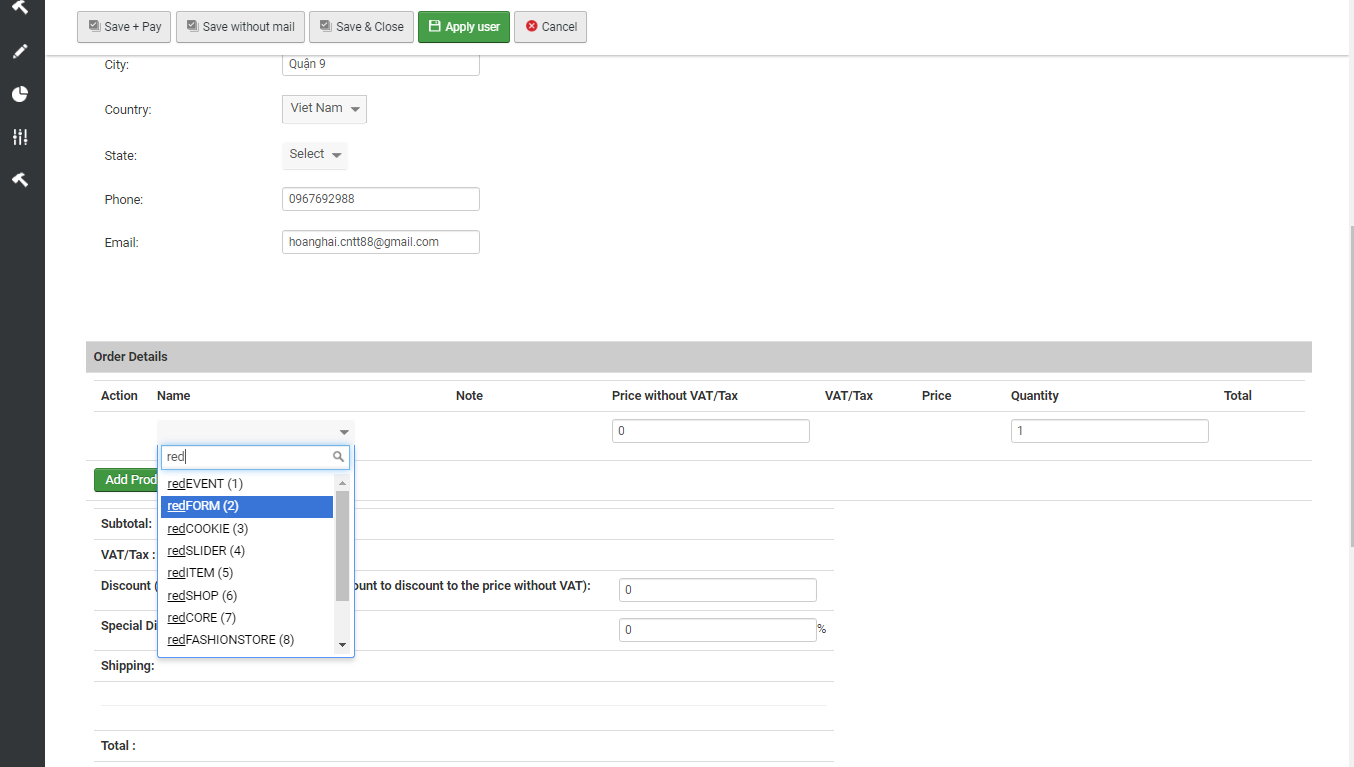 Save + Pay Save without mail Save & Close Apply user Cancel
City: Quận 9
Country: Viet Nam
State: Select
Phone: 0967692988
Email: hoanghai.cntt88@gmail.com
Order Details
Action Name Note Price without VAT/Tax VAT/Tax Price Quantity Total
0 1
red
Add Prod
redEVENT (1)
redFORM (2)
redCOOKIE (3)
redSLIDER (4)
redITEM (5)
redSHOP (6)
redCORE (7)
redFASHIONSTORE (8)
Subtotal:
VAT/Tax :
Discount ( ount to discount to the price without VAT): 0
Special Di 0 %
Shipping:
Total :